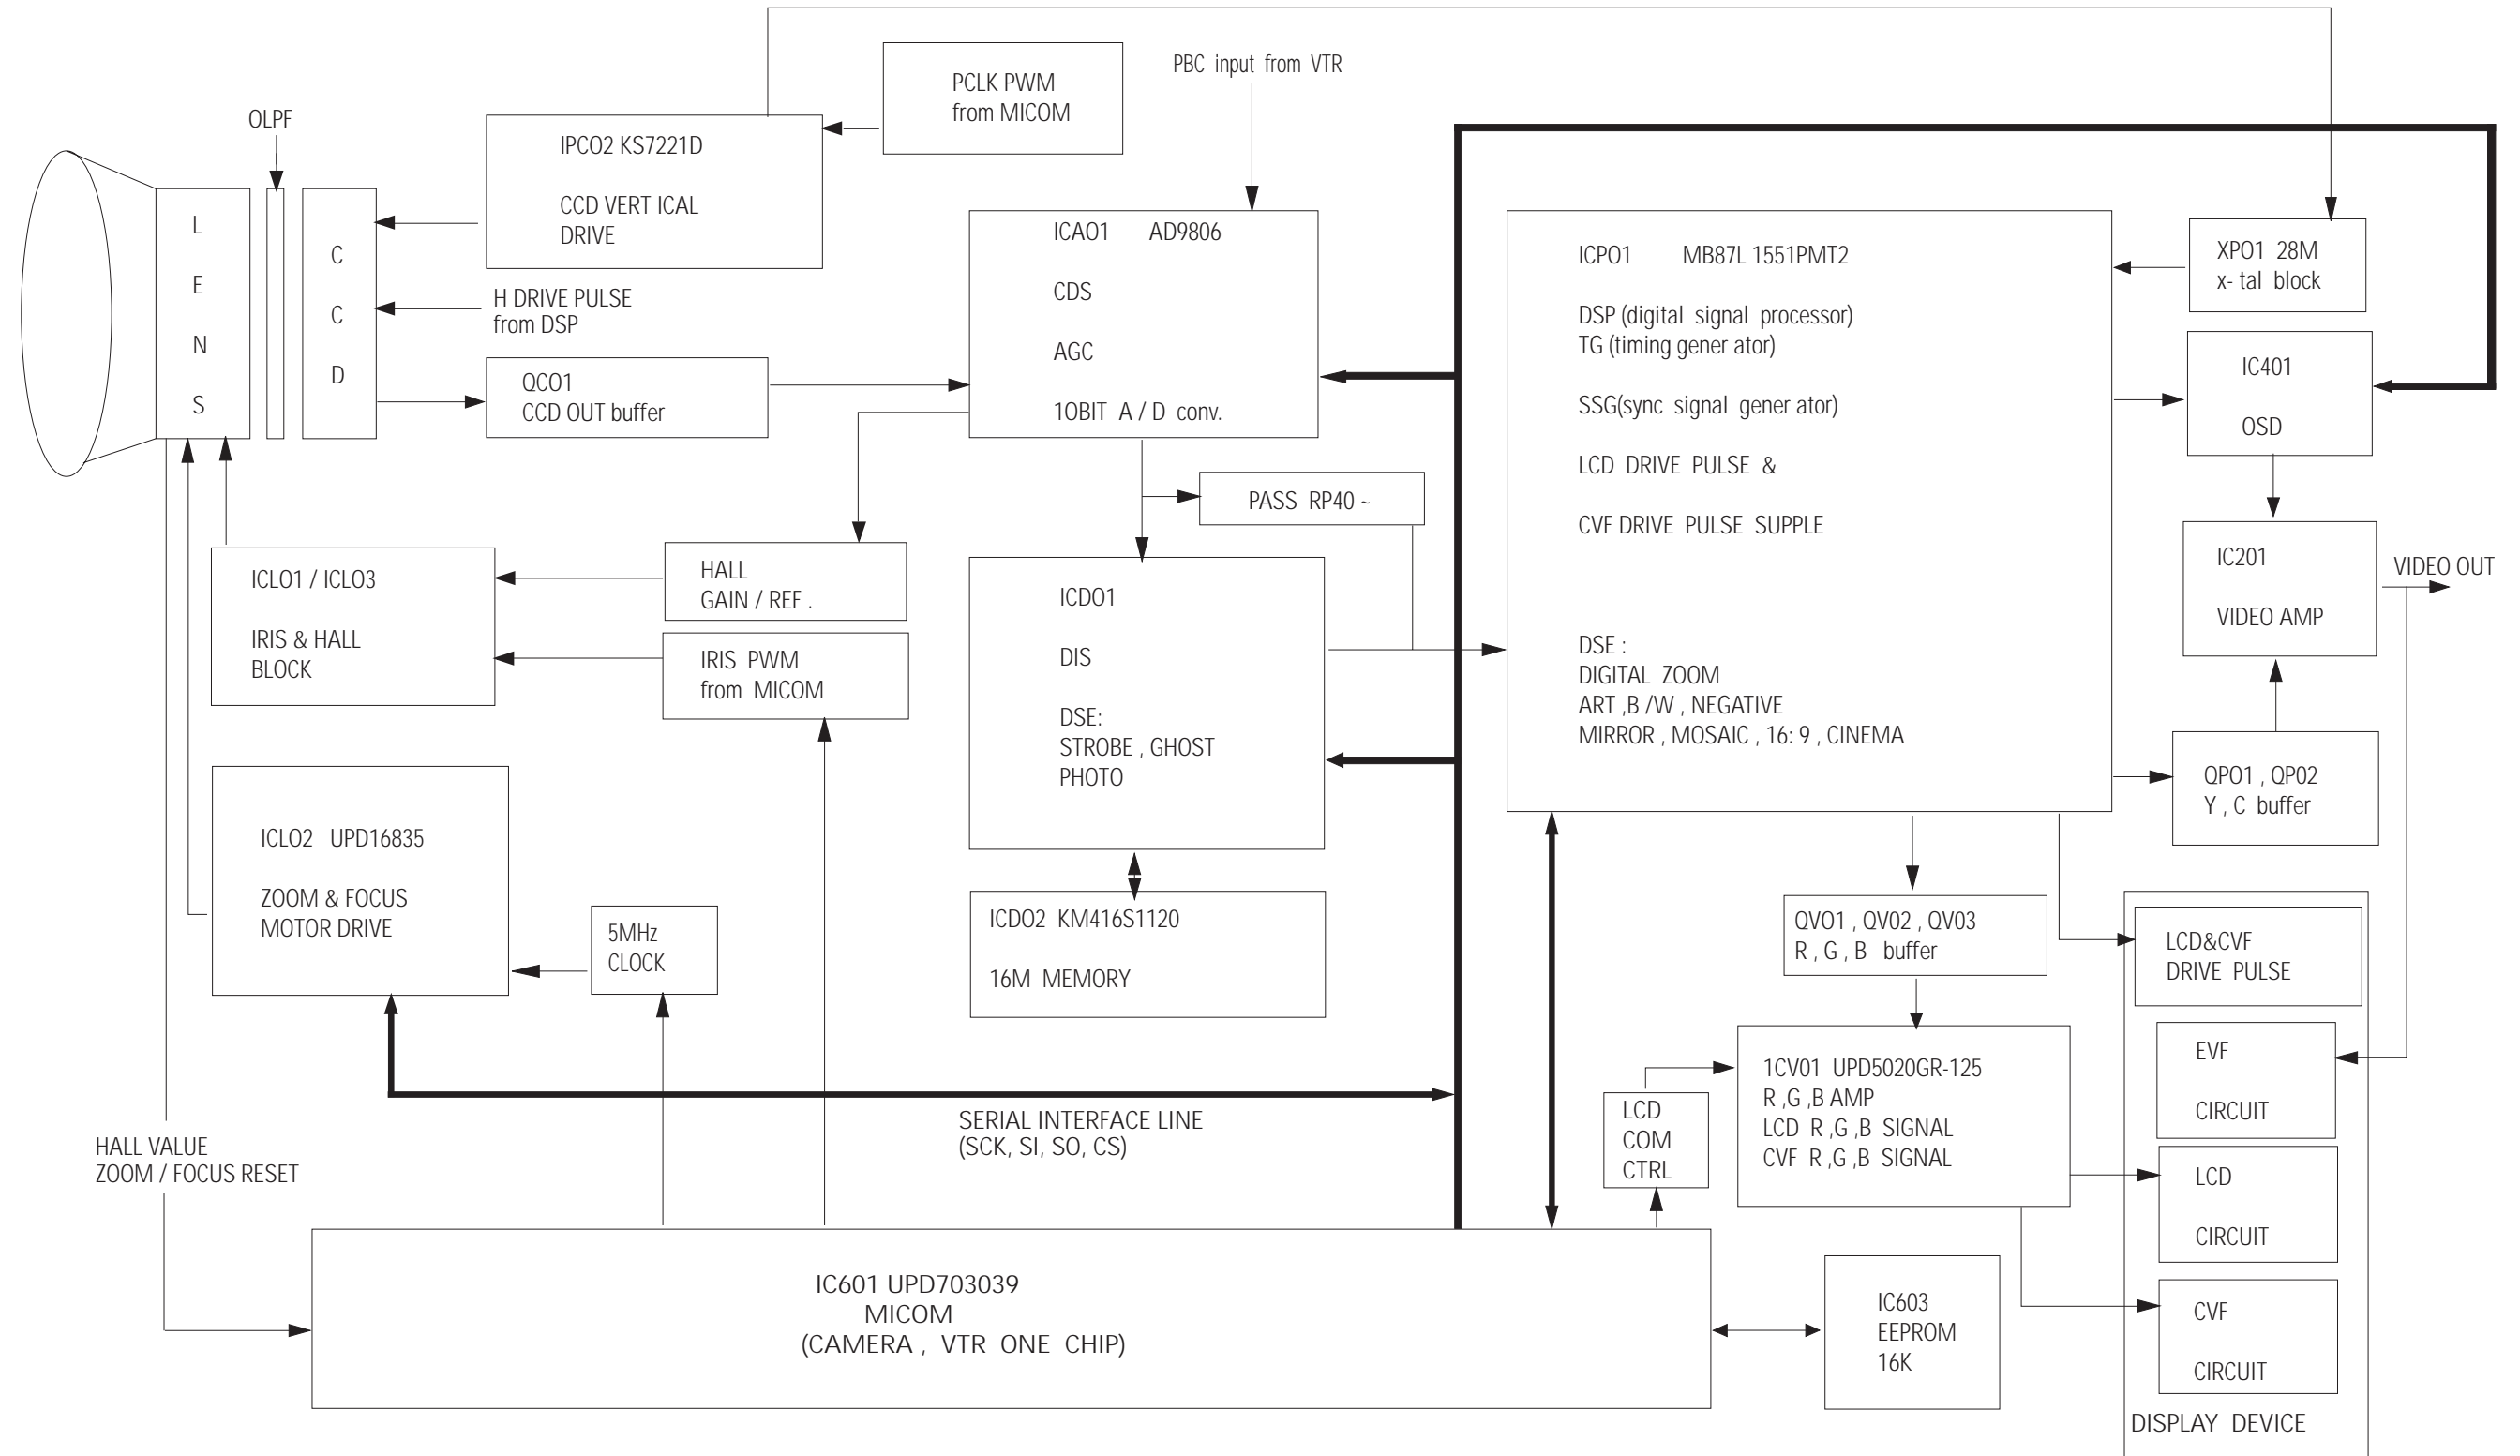 PCLK PWM
from MICOM
PBC input from VTR
OLPF
IPCO2 KS7221D
CCD VERT ICAL
DRIVE
L
E
N
S
C
C
D
H DRIVE PULSE
from DSP
QCO1
CCD OUT buffer
ICAO1 AD9806
CDS
AGC
10BIT A / D conv.
PASS RP40 ~
ICPO1 MB87L 1551PMT2
DSP (digital signal processor)
TG (timing gener ator)
SSG(sync signal gener ator)
LCD DRIVE PULSE &
CVF DRIVE PULSE SUPPLE
DSE :
DIGITAL ZOOM
ART ,B /W , NEGATIVE
MIRROR , MOSAIC , 16: 9 , CINEMA
XPO1 28M
x- tal block
IC401
OSD
IC201
VIDEO AMP
VIDEO OUT
QPO1 , QP02
Y , C buffer
ICLO1 / ICLO3
IRIS & HALL
BLOCK
HALL
GAIN / REF .
IRIS PWM
from MICOM
ICDO1
DIS
DSE:
STROBE , GHOST
PHOTO
ICLO2 UPD16835
ZOOM & FOCUS
MOTOR DRIVE
5MHz
CLOCK
ICDO2 KM416S1120
16M MEMORY
QVO1 , QV02 , QV03
R , G , B buffer
LCD&CVF
DRIVE PULSE
EVF
CIRCUIT
1CV01 UPD5020GR-125
R ,G ,B AMP
LCD R ,G ,B SIGNAL
CVF R ,G ,B SIGNAL
LCD
COM
CTRL
LCD
CIRCUIT
SERIAL INTERFACE LINE
(SCK, SI, SO, CS)
HALL VALUE
ZOOM / FOCUS RESET
IC601 UPD703039
MICOM
(CAMERA , VTR ONE CHIP)
IC603
EEPROM
16K
CVF
CIRCUIT
DISPLAY DEVICE